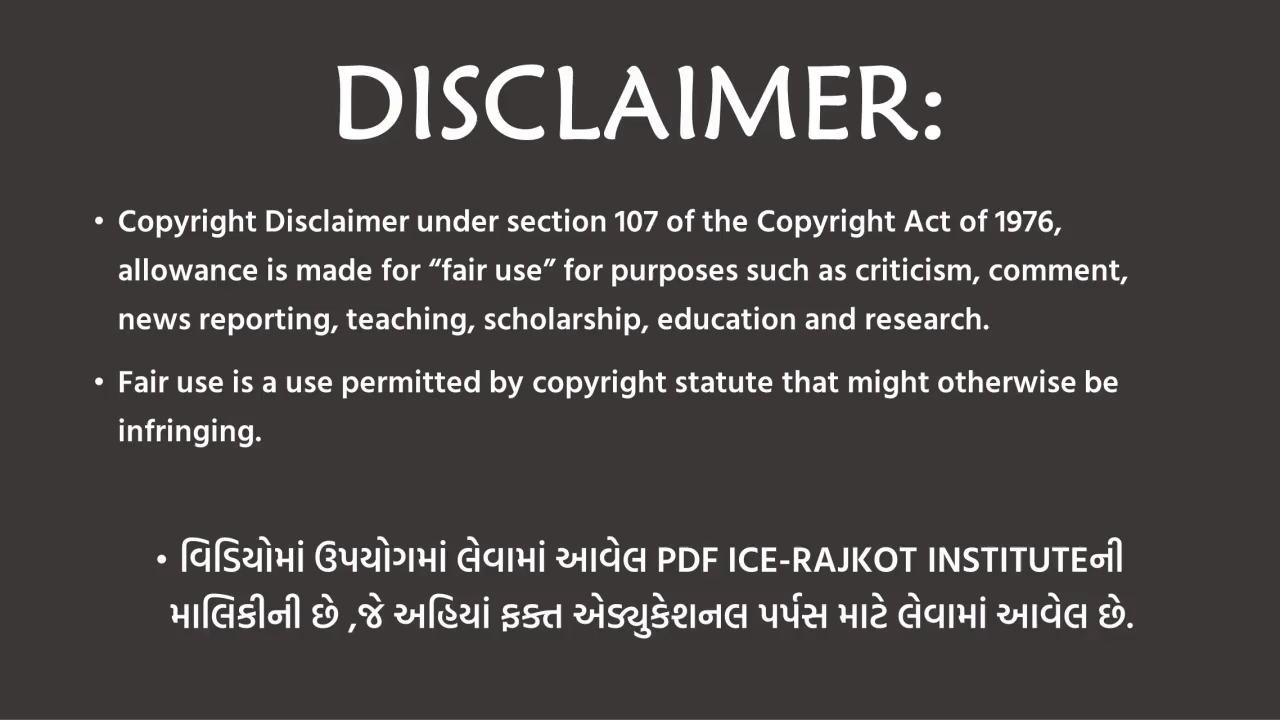 DISCLAIMER:
• Copyright Disclaimer under section 107 of the Copyright Act of 1976,
allowance is made for “fair use” for purposes such as criticism, comment,
news reporting, teaching, scholarship, education and research.
• Fair use is a use permitted by copyright statute that might otherwise be
infringing.
• વિડિયોમાં ઉપયોગમાં લેવામાં આવેલ PDF ICE-RAJKOT INSTITUTEની
માલિકીની છે ,જે અહિયાં ફક્ત એડ્યુકેશનલ પર્પસ માટે લેવામાં આવેલ છે.